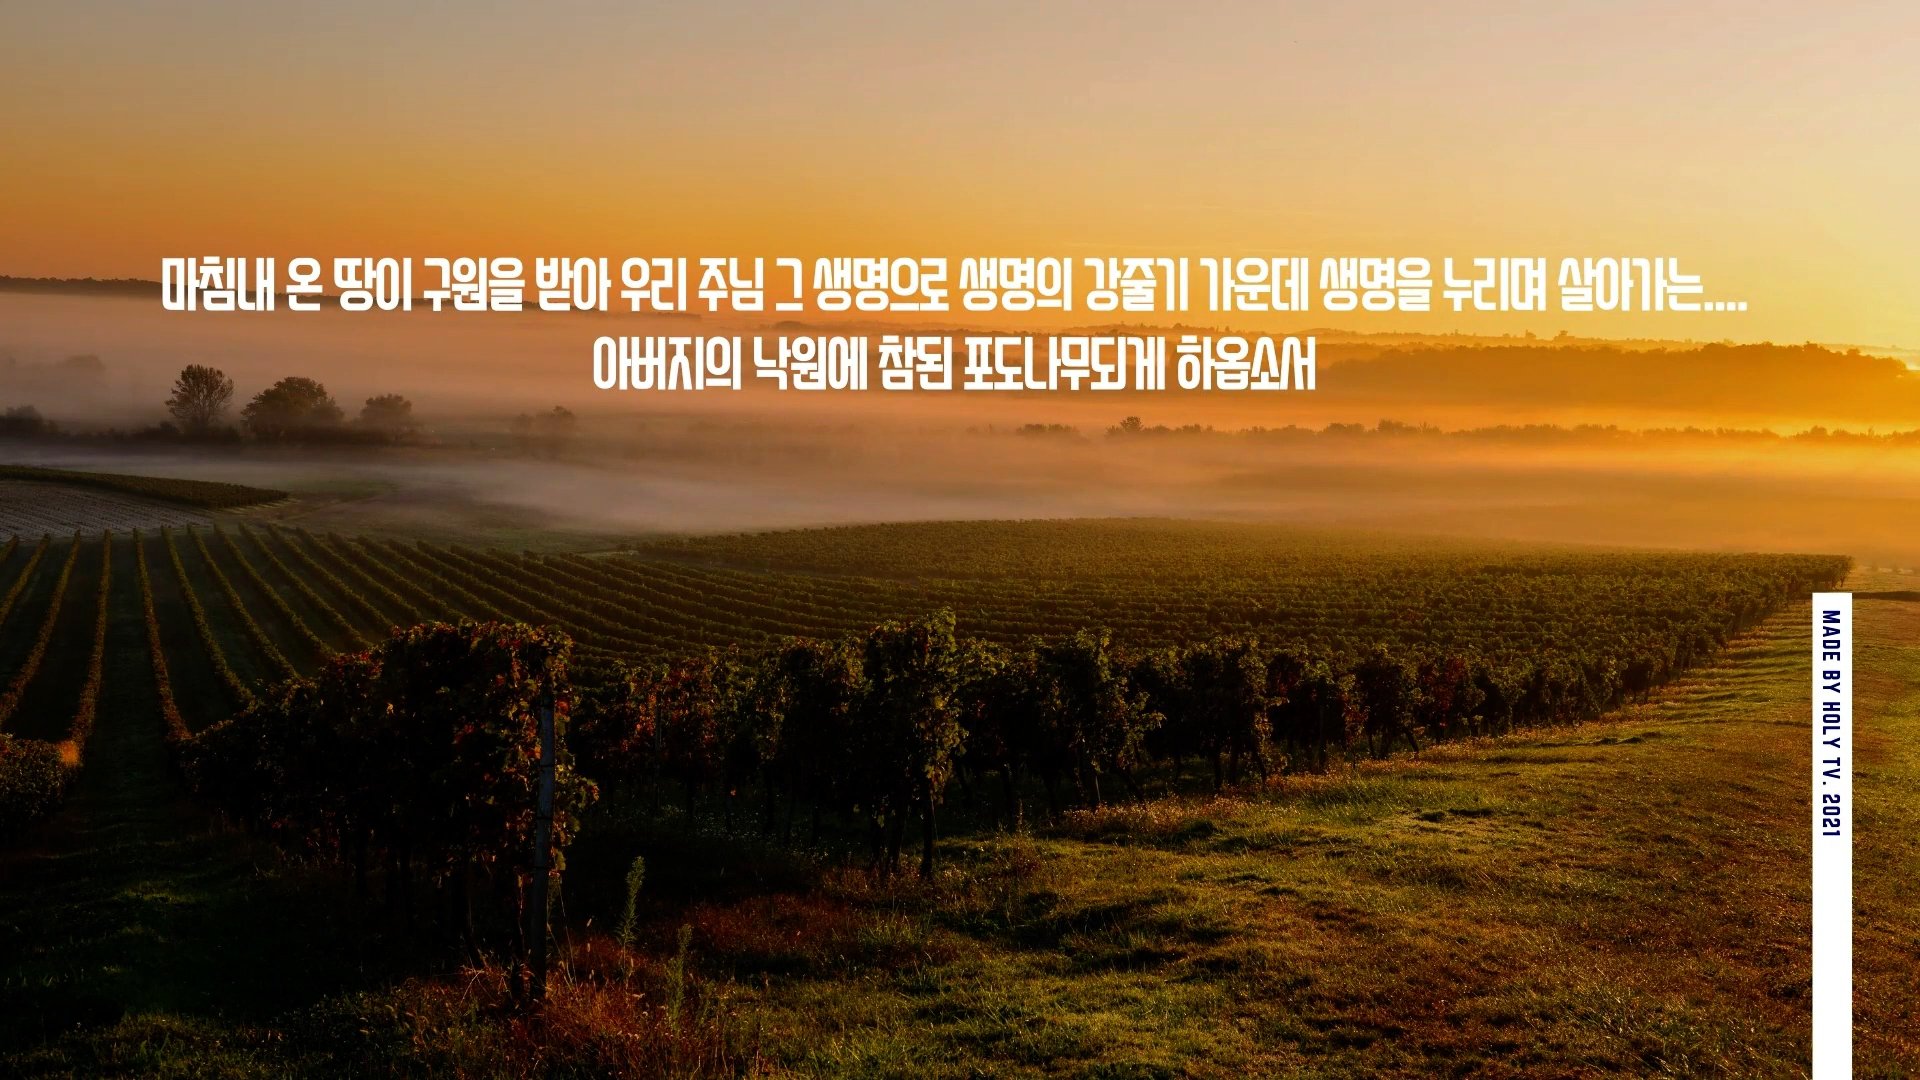 마침내 온 땅이 구원을 받아 우리 주님 그 생명으로 생명의 강줄기 가운데 생명을 누리며 살아가는....
아버지의 낙원에 참된 포도나무되게 하옵소서
MADE BY HOLY TV. 2021